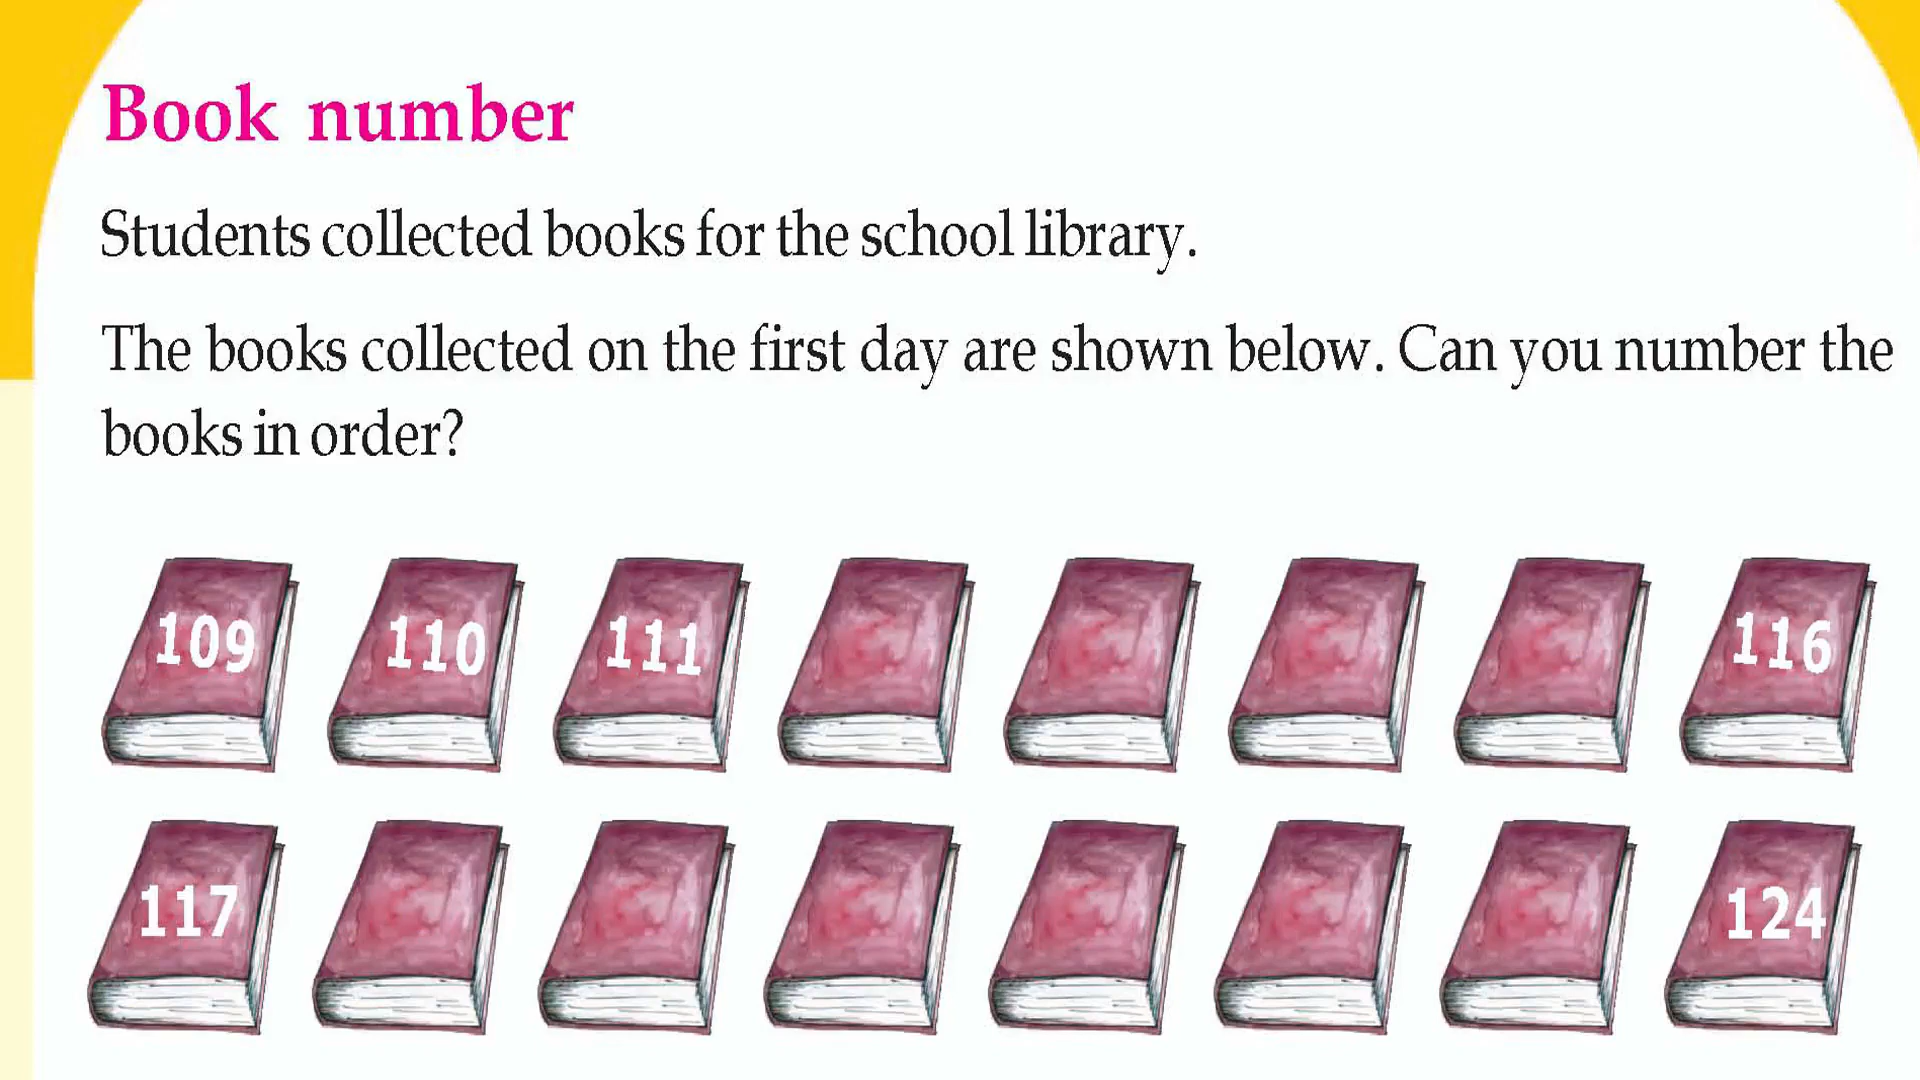 Book number
Students collected books for the school library.
The books collected on the first day are shown below. Can you number the
books in order?
109 110 111 116
117 124